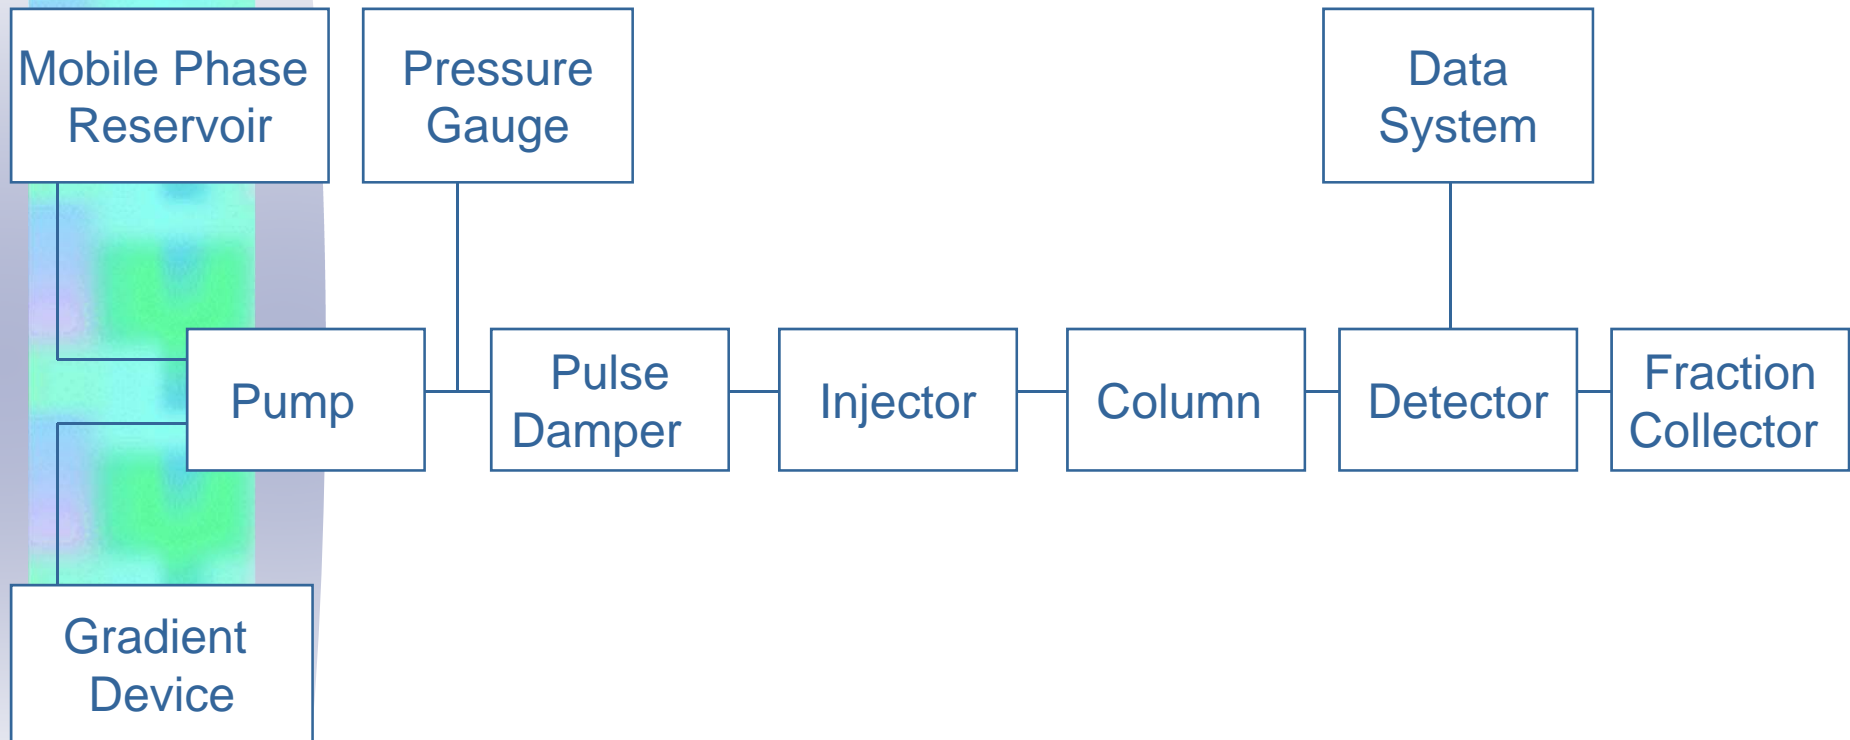 Mobile Phase
Reservoir
Pressure
Gauge
Data
System
Pump
Pulse
Damper
Injector
Column
Detector
Fraction
Collector
Gradient
Device